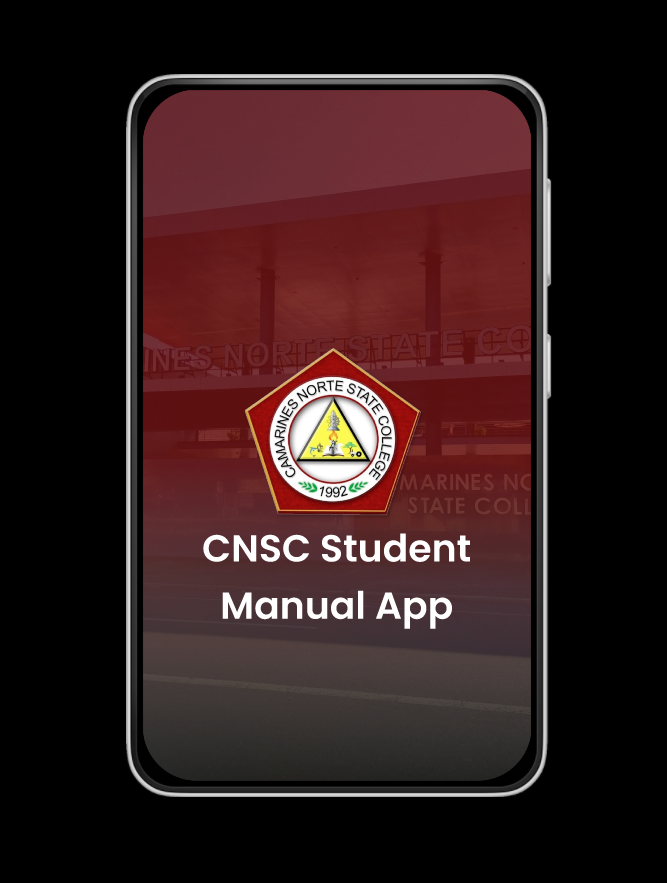 INES NORTE STATE CO
CAMARINES NORTE STATE COLLEGE
1992
MARINES NO
STATE COLL
CNSC Student
Manual App